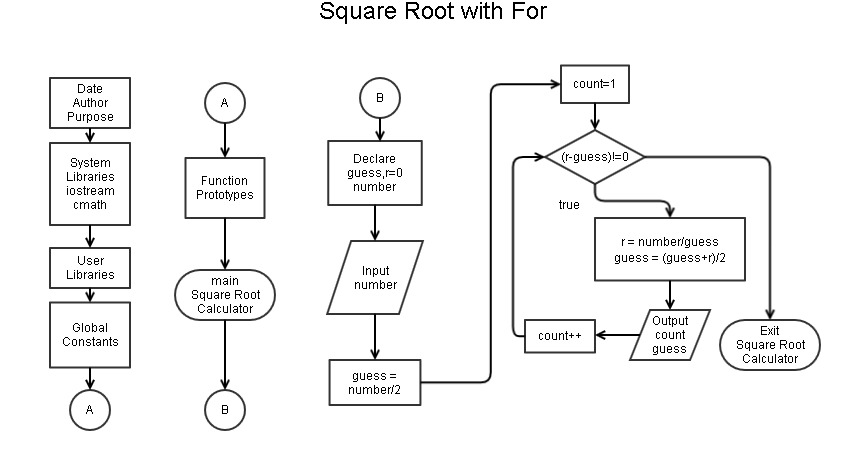 Square Root with For
Date
Author
Purpose
System
Libraries
iostream
cmath
User
Libraries
Global
Constants
A
A
Function
Prototypes
main
Square Root
Calculator
B
B
Declare
guess,r=0
number
Input
number
guess =
number/2
count=1
(r-guess)!=0
true
r = number/guess
guess = (guess+r)/2
Output
count
guess
count++
Exit
Square Root
Calculator